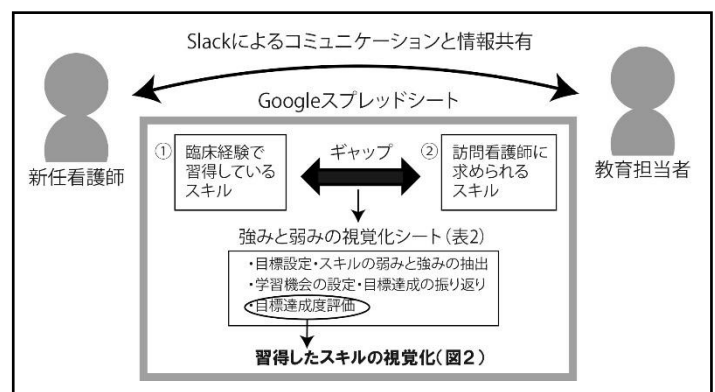 Slackによるコミュニケーションと情報共有
Googleスプレッドシート
新任看護師
教育担当者
①
臨床経験で
習得している
スキル
ギャップ
②
訪問看護師に
求められる
スキル
強みと弱みの視覚化シート(表2)
・目標設定・スキルの弱みと強みの抽出
・学習機会の設定・目標達成の振り返り
・目標達成度評価
習得したスキルの視覚化(図2)